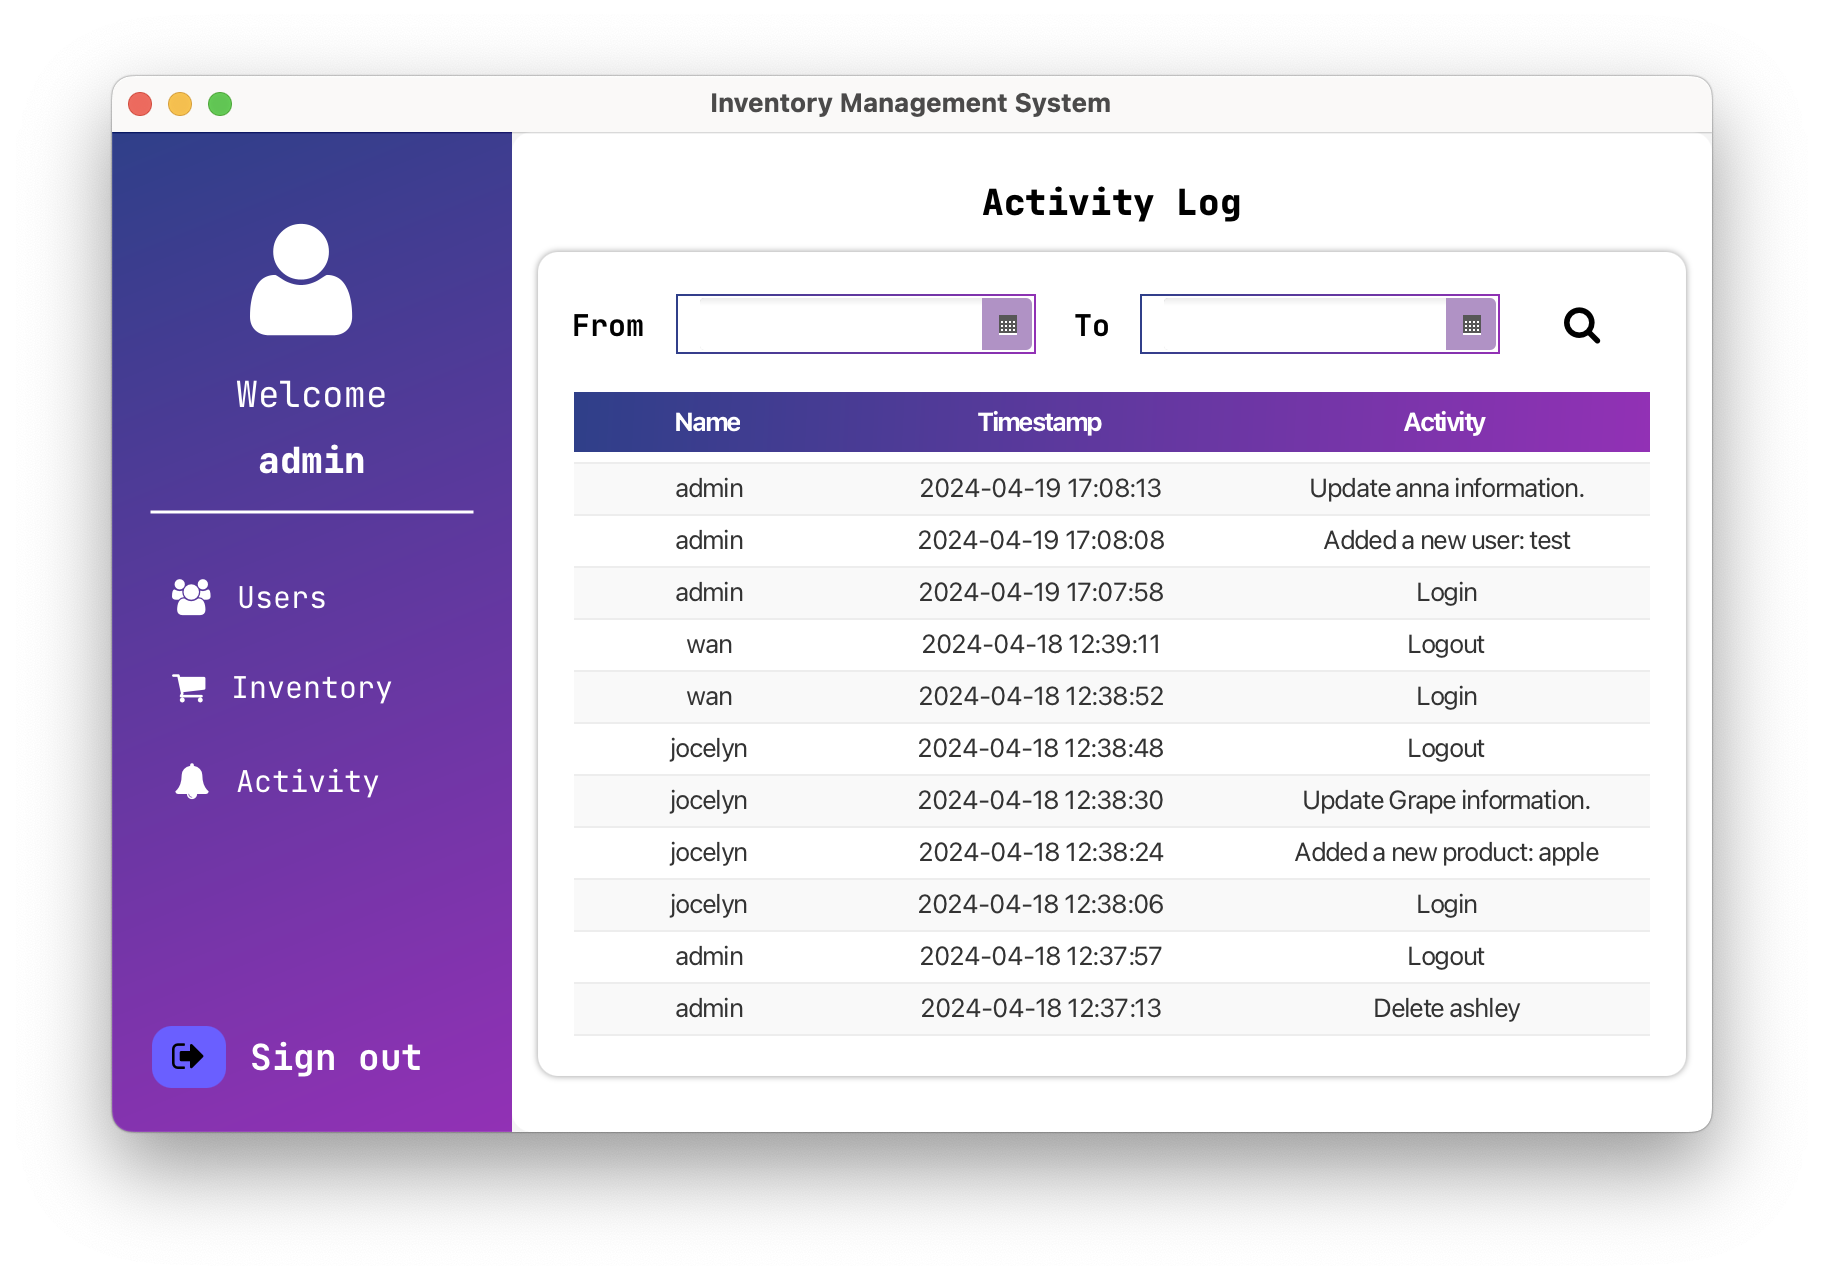 Inventory Management System
Welcome
admin
Users
Inventory
Activity
Sign out
Activity Log
From To
Name Timestamp Activity
admin 2024-04-19 17:08:13 Update anna information.
admin 2024-04-19 17:08:08 Added a new user: test
admin 2024-04-19 17:07:58 Login
wan 2024-04-18 12:39:11 Logout
wan 2024-04-18 12:38:52 Login
jocelyn 2024-04-18 12:38:48 Logout
jocelyn 2024-04-18 12:38:30 Update Grape information.
jocelyn 2024-04-18 12:38:24 Added a new product: apple
jocelyn 2024-04-18 12:38:06 Login
admin 2024-04-18 12:37:57 Logout
admin 2024-04-18 12:37:13 Delete ashley